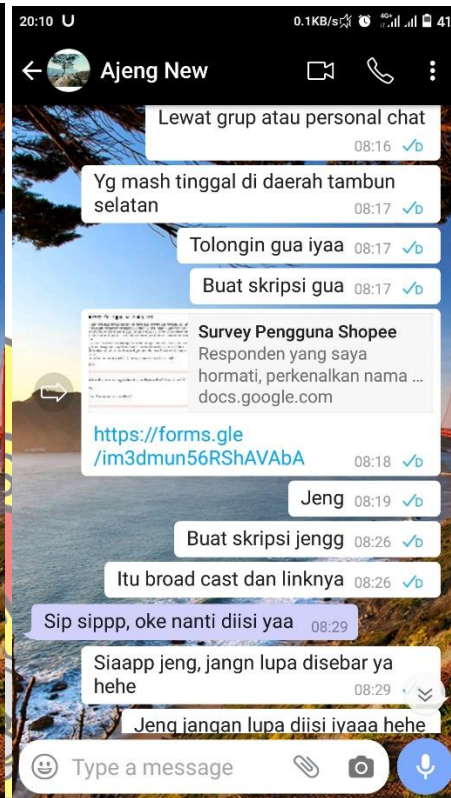 20:10 U 0.1KB/s 4G+ 41
Ajeng New
Lewat grup atau personal chat
08:16
Yg mash tinggal di daerah tambun
selatan
08:17
Tolongin gua iyaa 08:17
Buat skripsi gua 08:17
Survey Pengguna Shopee
Responden yang saya
hormati, perkenalkan nama ...
docs.google.com
https://forms.gle
/im3dmun56RShAVAbA
08:18
Jeng 08:19
Buat skripsi jengg 08:26
Itu broad cast dan linknya 08:26
Sip sippp, oke nanti diisi yaa 08:29
Siaapp jeng, jangn lupa disebar ya
hehe
08:29
Jeng jangan lupa diisi iyaaa hehe
Type a message